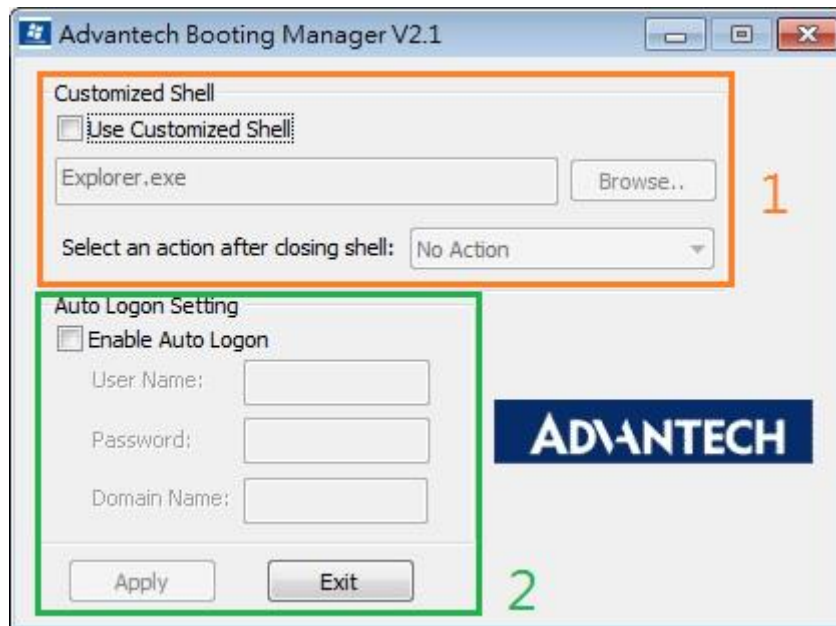 Advantech Booting Manager V2.1
Customized Shell
Use Customized Shell
Explorer.exe
Browse..
1
Select an action after closing shell: No Action
Auto Logon Setting
Enable Auto Logon
User Name:
Password:
ADVANTECH
Domain Name:
Apply
Exit
2